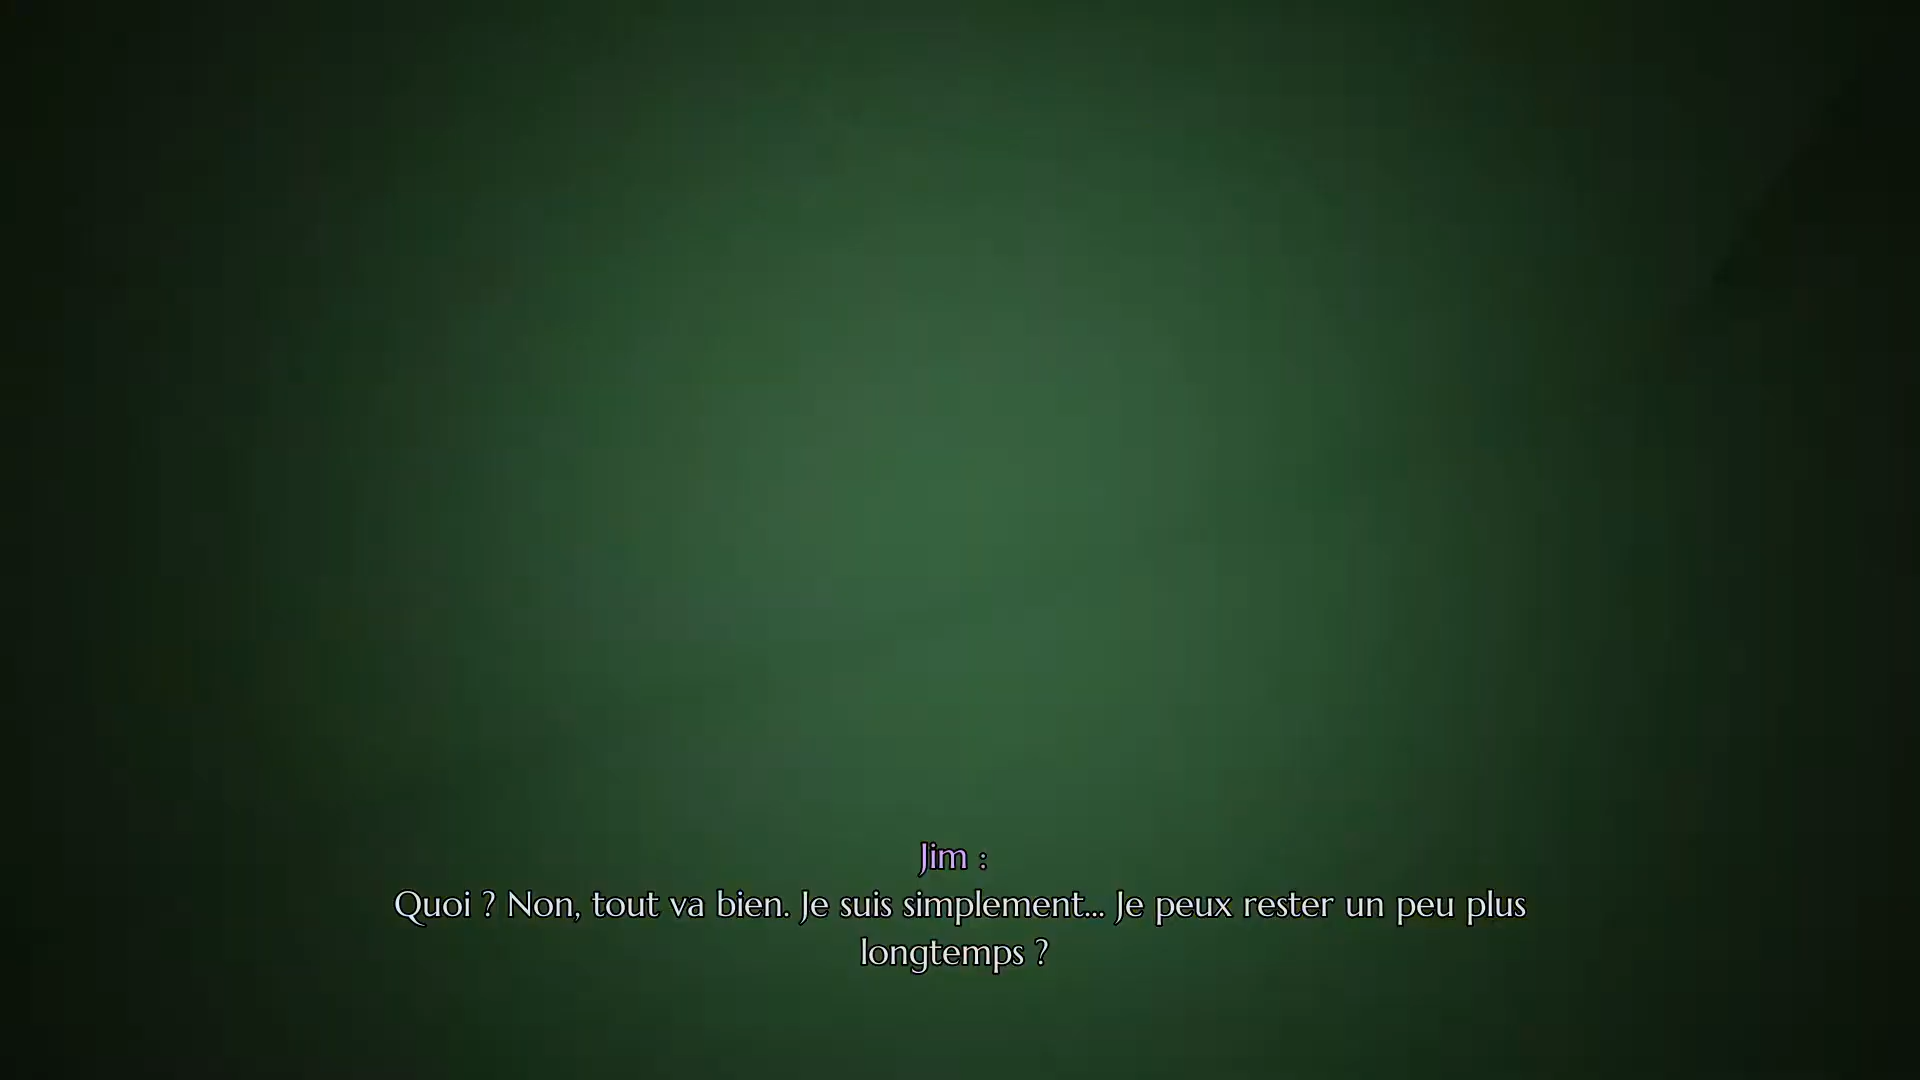 Jim :
Quoi ? Non, tout va bien. Je suis simplement... Je peux rester un peu plus
longtemps ?